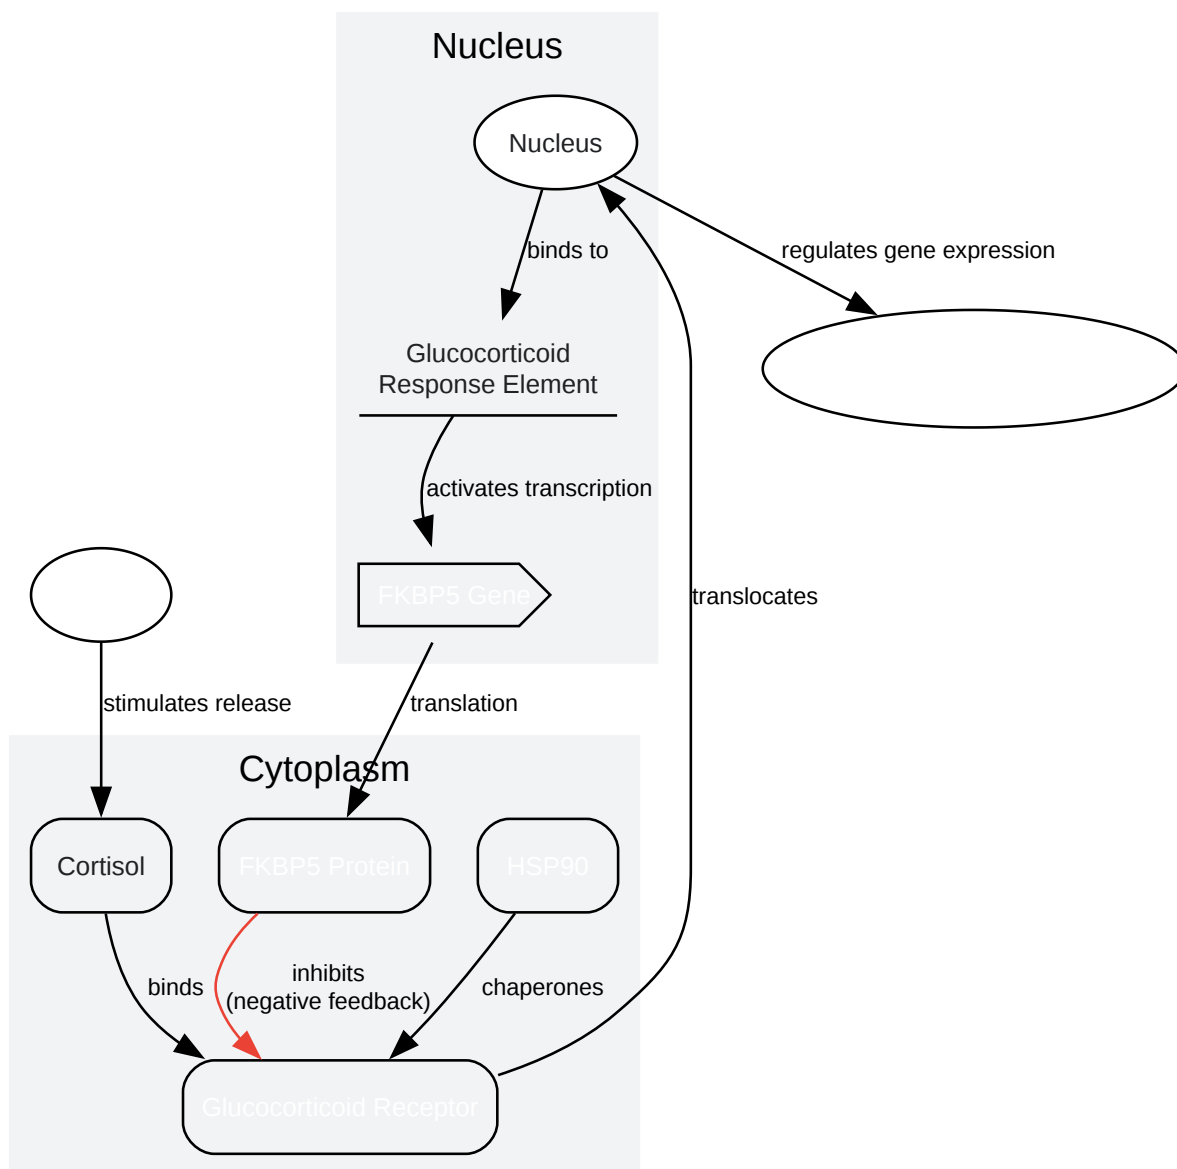 Nucleus
Nucleus
binds to
regulates gene expression
Glucocorticoid
Response Element
activates transcription
FKBP5 Gene
translocates
stimulates release
translation
Cytoplasm
Cortisol
FKBP5 Protein
HSP90
binds
inhibits
(negative feedback)
chaperones
Glucocorticoid Receptor